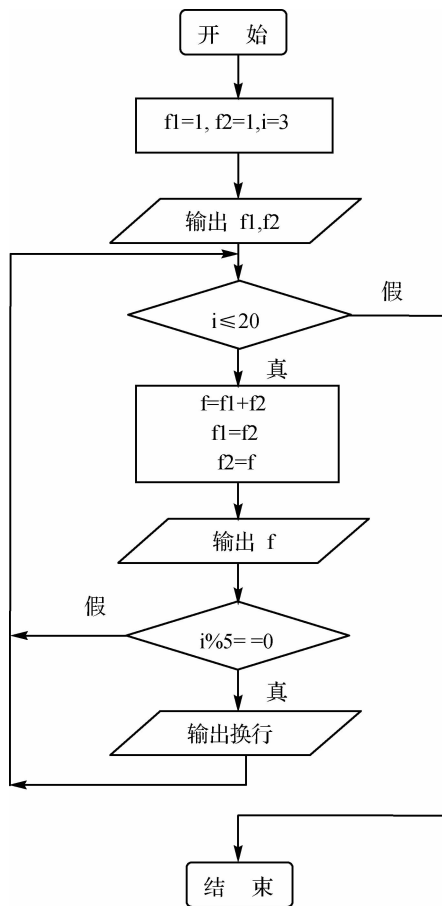 开 始
f1=1, f2=1,i=3
输出 f1,f2
假
i≤20
真
f=f1+f2
f1=f2
f2=f
输出 f
假
i%5= =0
真
输出换行
结 束